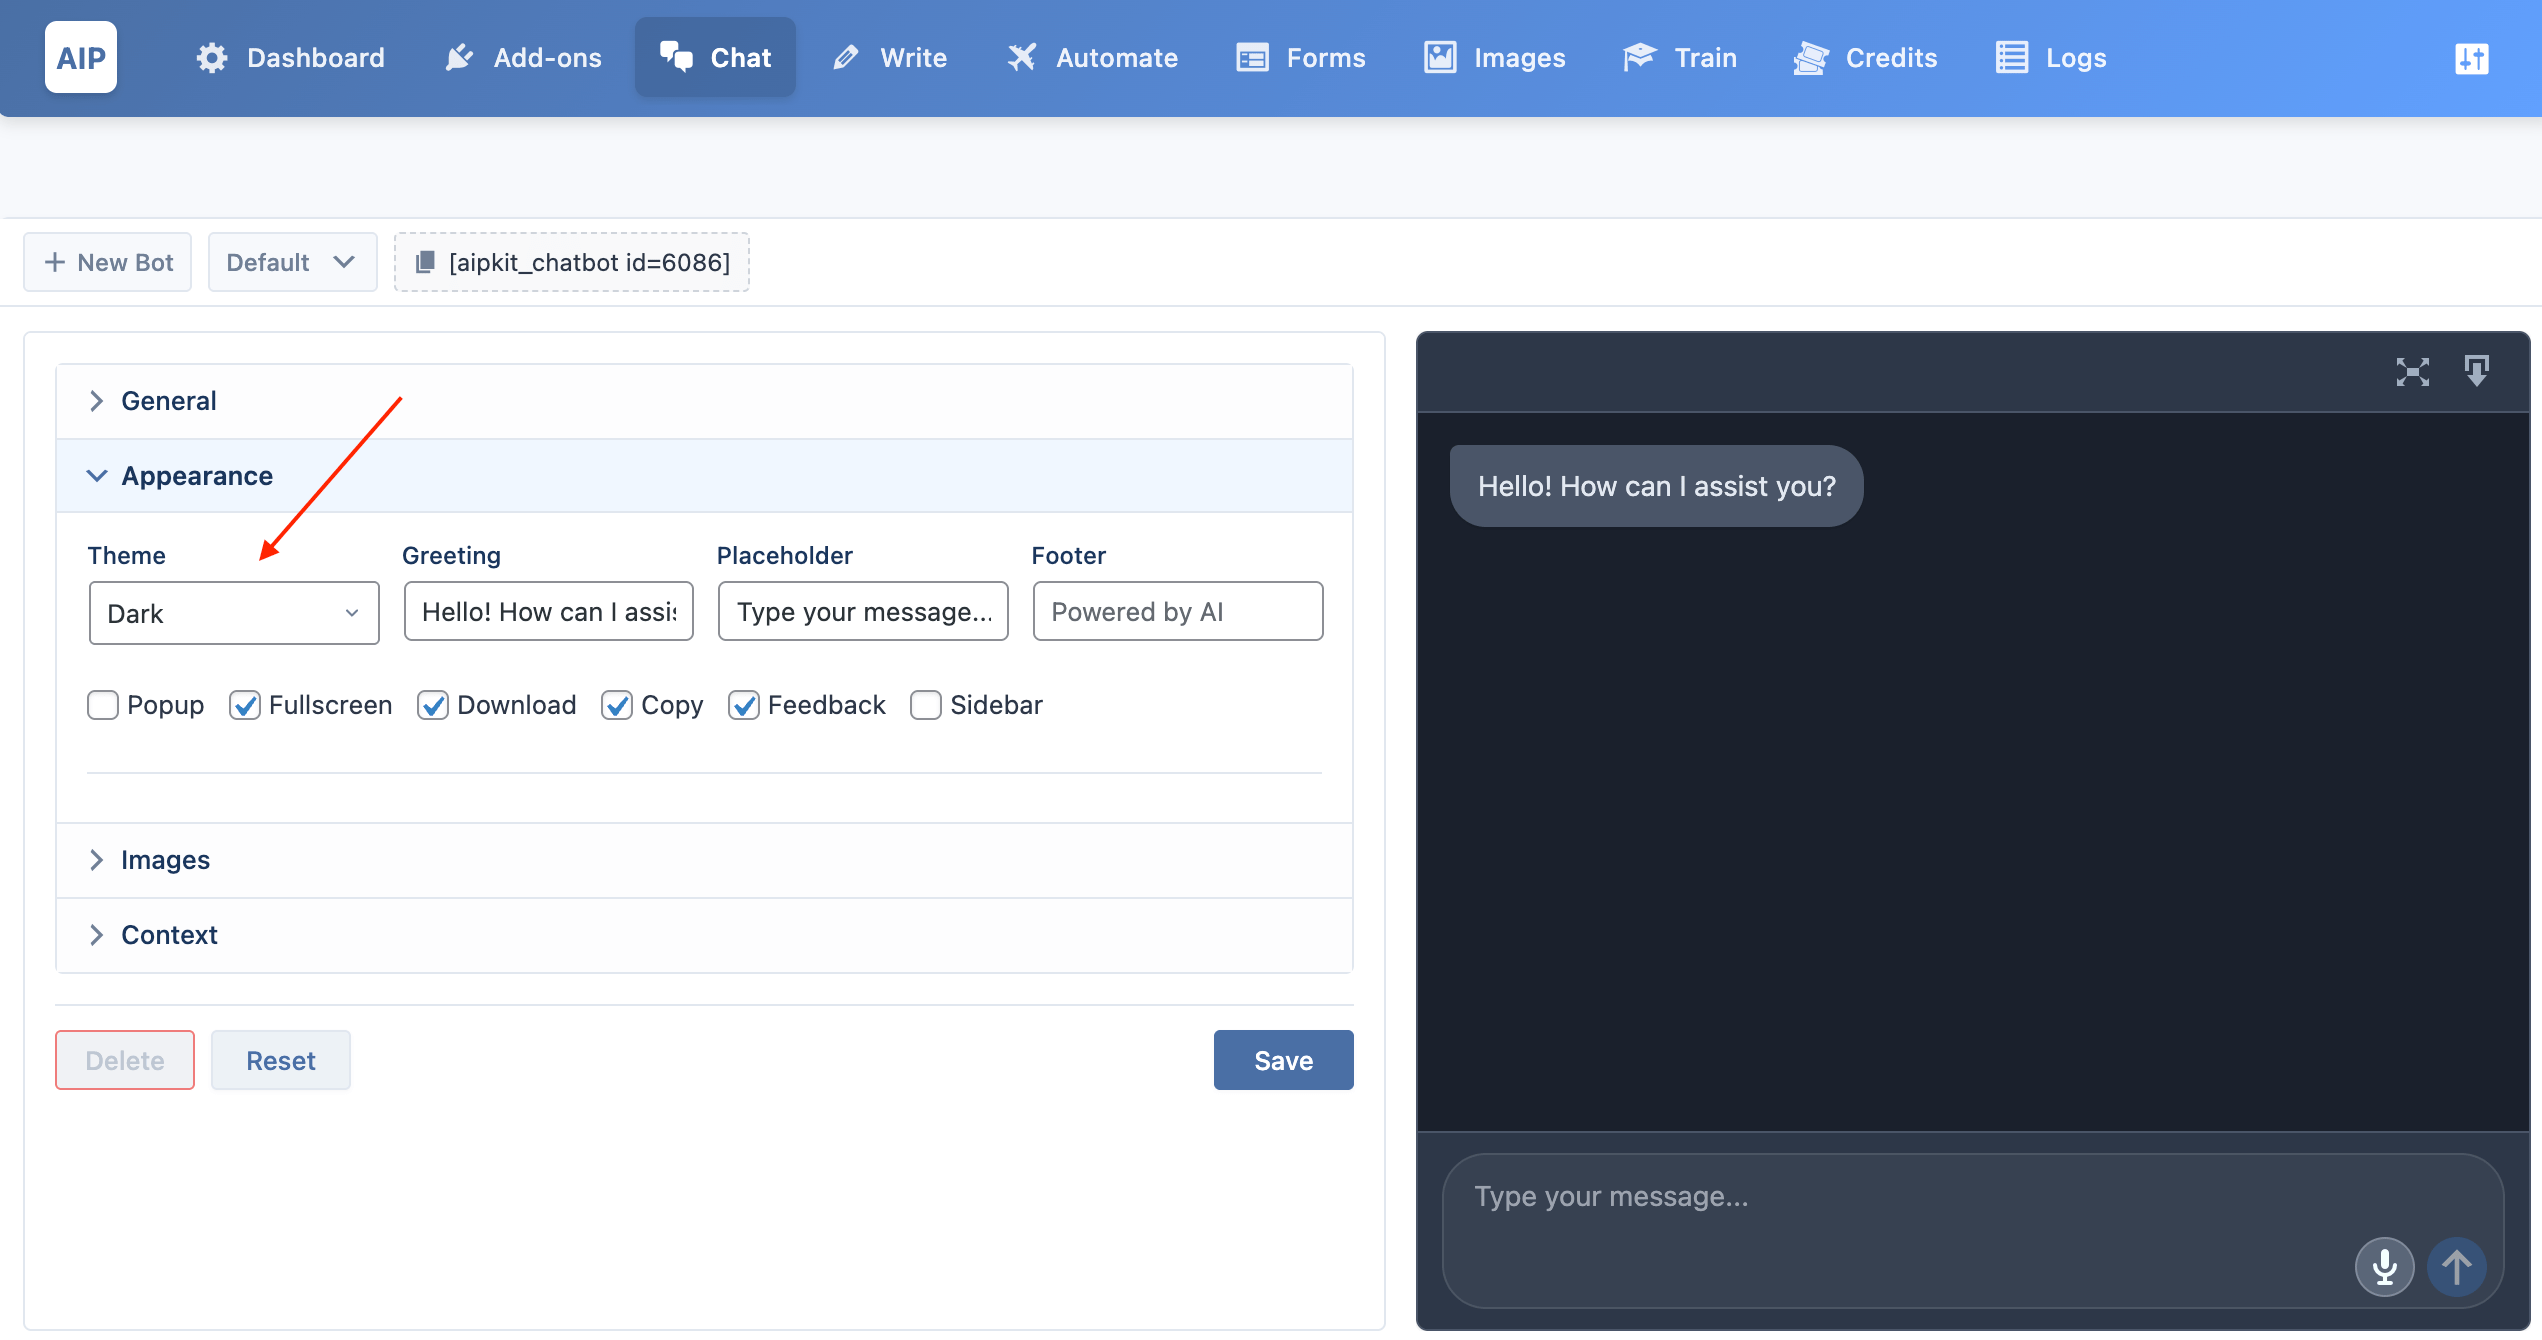 AIP Dashboard Add-ons Chat Write Automate Forms Images Train Credits Logs
New Bot Default [aipkit_chatbot id=6086]
General
Appearance
Theme Greeting Placeholder Footer
Dark Hello! How can I assis Type your message... Powered by AI
Popup Fullscreen Download Copy Feedback Sidebar
Images
Context
Delete Reset Save
Hello! How can I assist you?
Type your message...